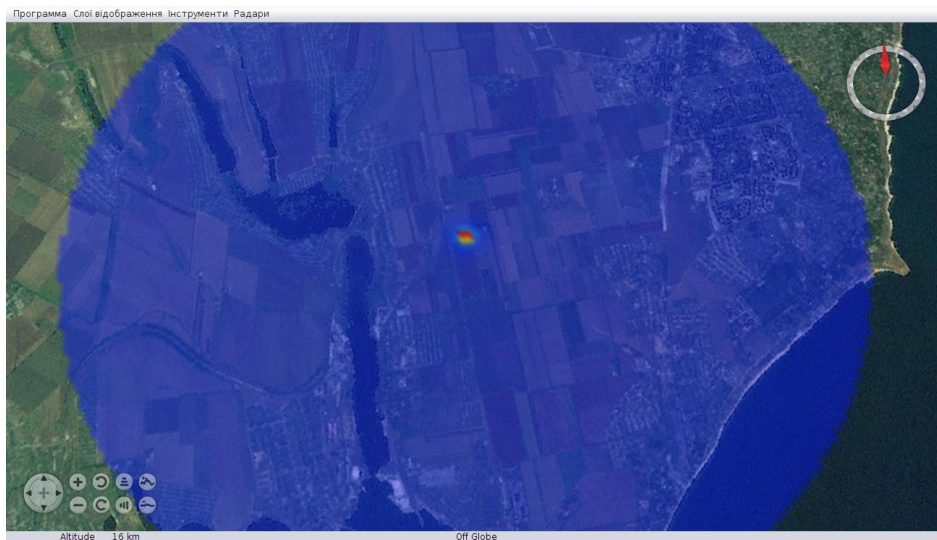 Программа Слої відображення Інструменти Радари
Altitude 16 km Off Globe